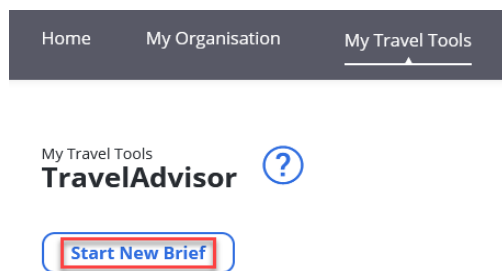 Home My Organisation My Travel Tools
My Travel Tools
TravelAdvisor ?
Start New Brief